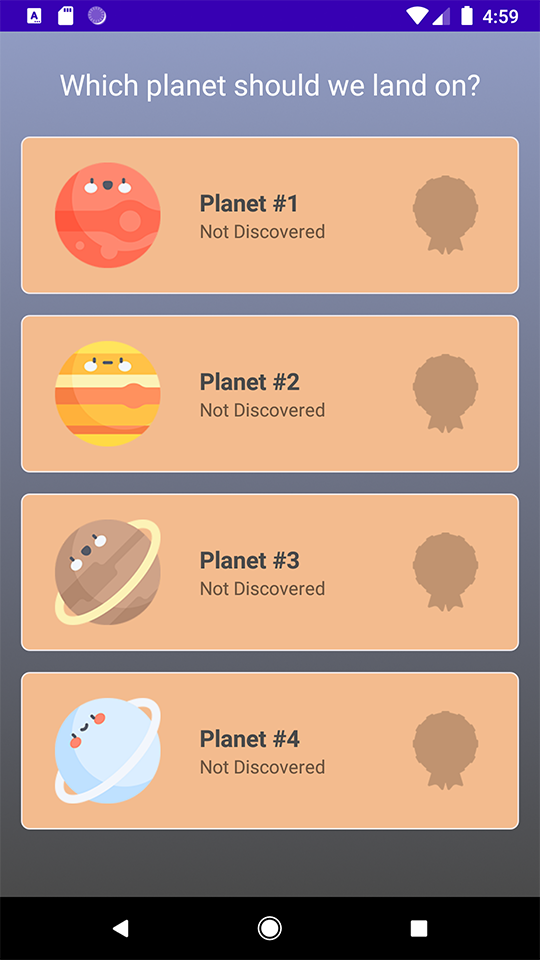 A
4:59
Which planet should we land on?
Planet #1
Not Discovered
Planet #2
Not Discovered
Planet #3
Not Discovered
Planet #4
Not Discovered